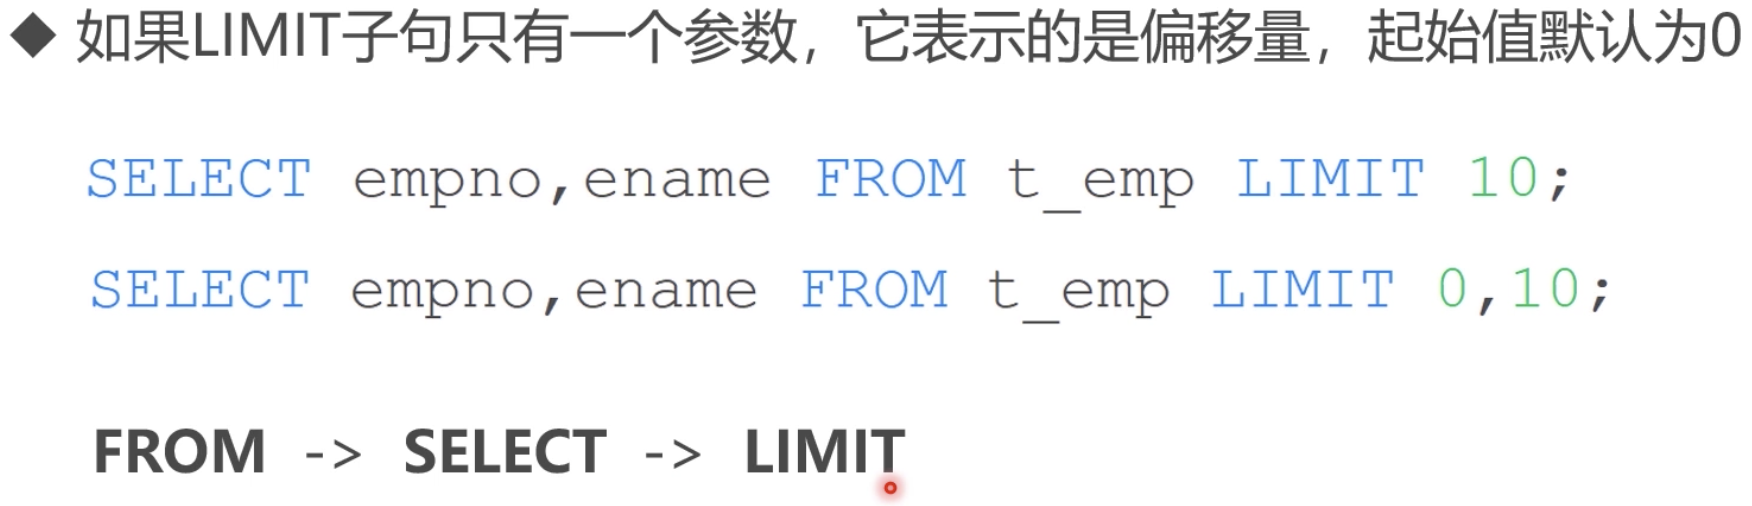 ◆ 如果LIMIT子句只有一个参数，它表示的是偏移量，起始值默认为0
SELECT empno,ename FROM t_emp LIMIT 10;
SELECT empno,ename FROM t_emp LIMIT 0,10;
FROM -> SELECT -> LIMIT